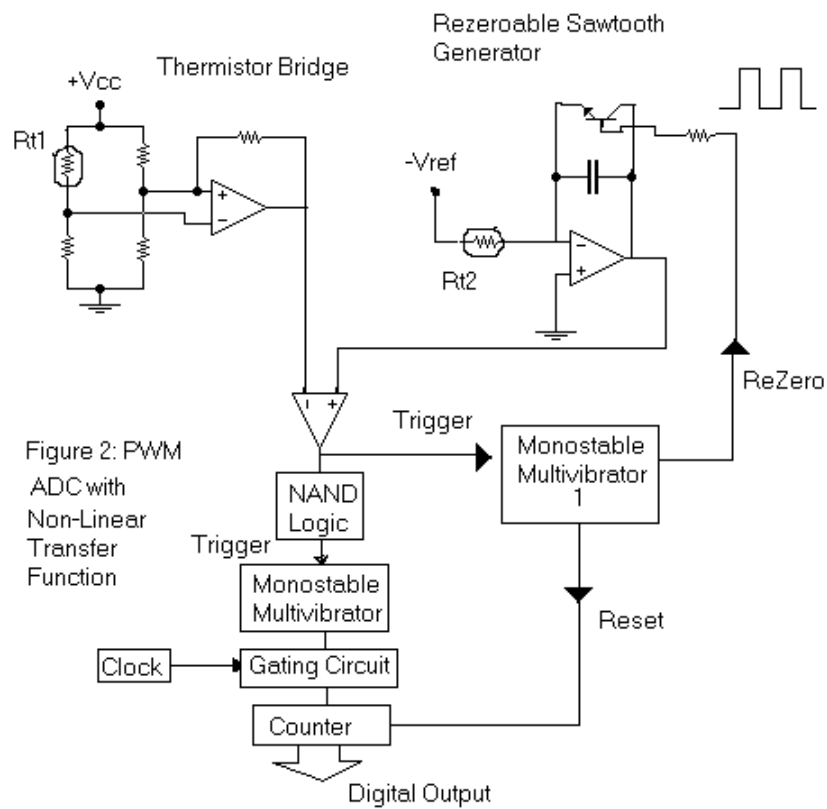 Rezeroable Sawtooth
Generator
Thermistor Bridge
+Vcc
Rt1
-Vref
Rt2
+
−
−
+
I
+
ReZero
Trigger
Monostable
Multivibrator
1
Figure 2: PWM
ADC with
Non-Linear
Transfer
Function
NAND
Logic
Trigger
Monostable
Multivibrator
Reset
Clock
Gating Circuit
Counter
Digital Output